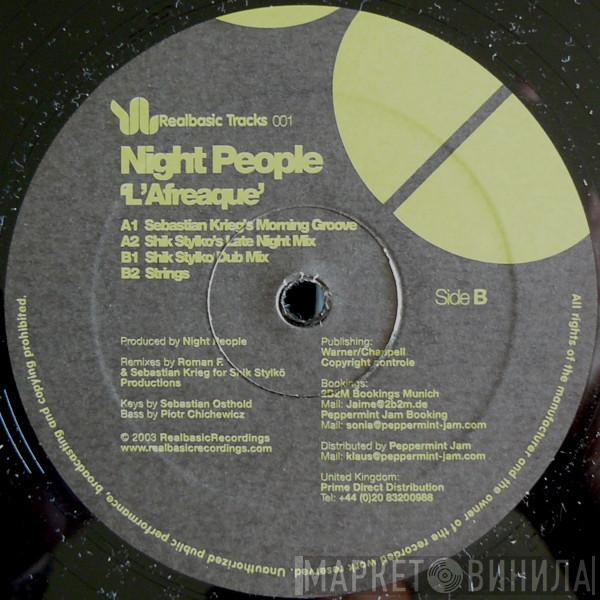 Realbasic Tracks 001
Night People
'L'Afreaque'
A1 Sebastian Krieg's Morning Groove
A2 Shik Stylko's Late Night Mix
B1 Shik Stylko Dub Mix
B2 Strings
Side B
Produced by Night People
Remixes by Roman F.
& Sebastian Krieg for Shik Stylkö
Productions
Keys by Sebastian Osthold
Bass by Piotr Chichewicz
© 2003 RealbasicRecordings
www.realbasicrecordings.com
Publishing:
Warner/Chappell
Copyright controle
Bookings:
2B2M Bookings Munich
Mail: Jaime@2b2m.de
Peppermint Jam Booking
Mail: sonia@peppermint-jam.com
Distributed by Peppermint Jam
Mail: klaus@peppermint-jam.com
United Kingdom:
Prime Direct Distribution
Tel: +44 (0)20 83200988
All rights of the manufacturer and the owner of the recorded work reserved. Unauthorized public performance, broadcasting and copying prohibited.
МАРКЕТ ВИНИЛА